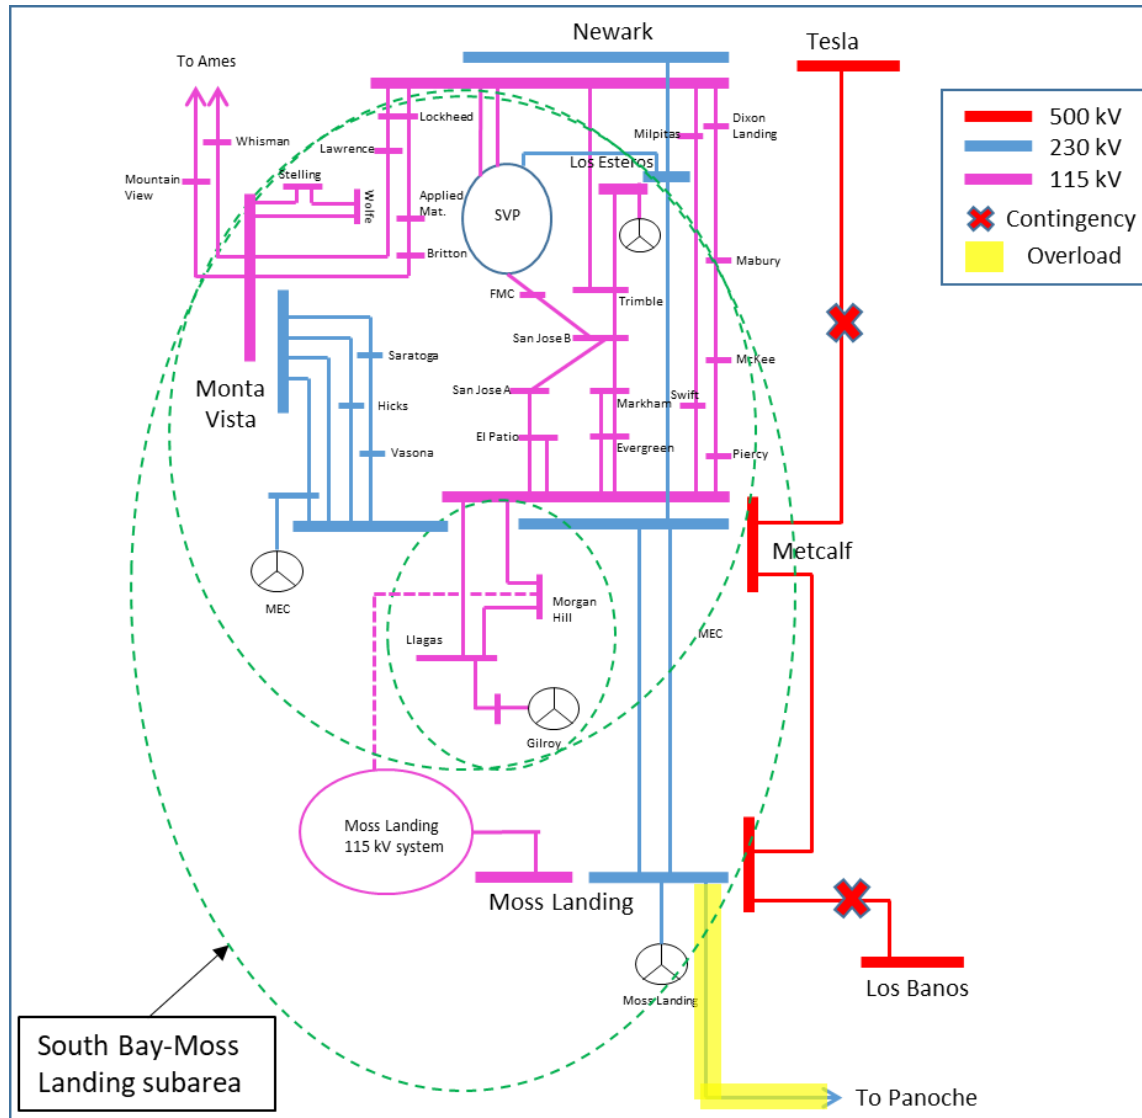 Newark
Tesla
To Ames
500 kV
230 kV
115 kV
Contingency
Overload
Lockheed
Dixon
Landing
Whisman
Milpitas
Lawrence
Los Esteros
Stelling
Mountain
View
Wolfe
Applied
Mat.
SVP
Britton
Mabury
FMC
Trimble
San Jose B
Saratoga
McKee
Monta
Vista
San Jose A
Markham
Swift
Hicks
El Patio
Evergreen
Vasona
Piercy
Metcalf
MEC
Morgan
Hill
MEC
Llagas
Gilroy
Moss Landing
115 kV system
Moss Landing
Los Banos
Moss Landing
South Bay-Moss
Landing subarea
To Panoche